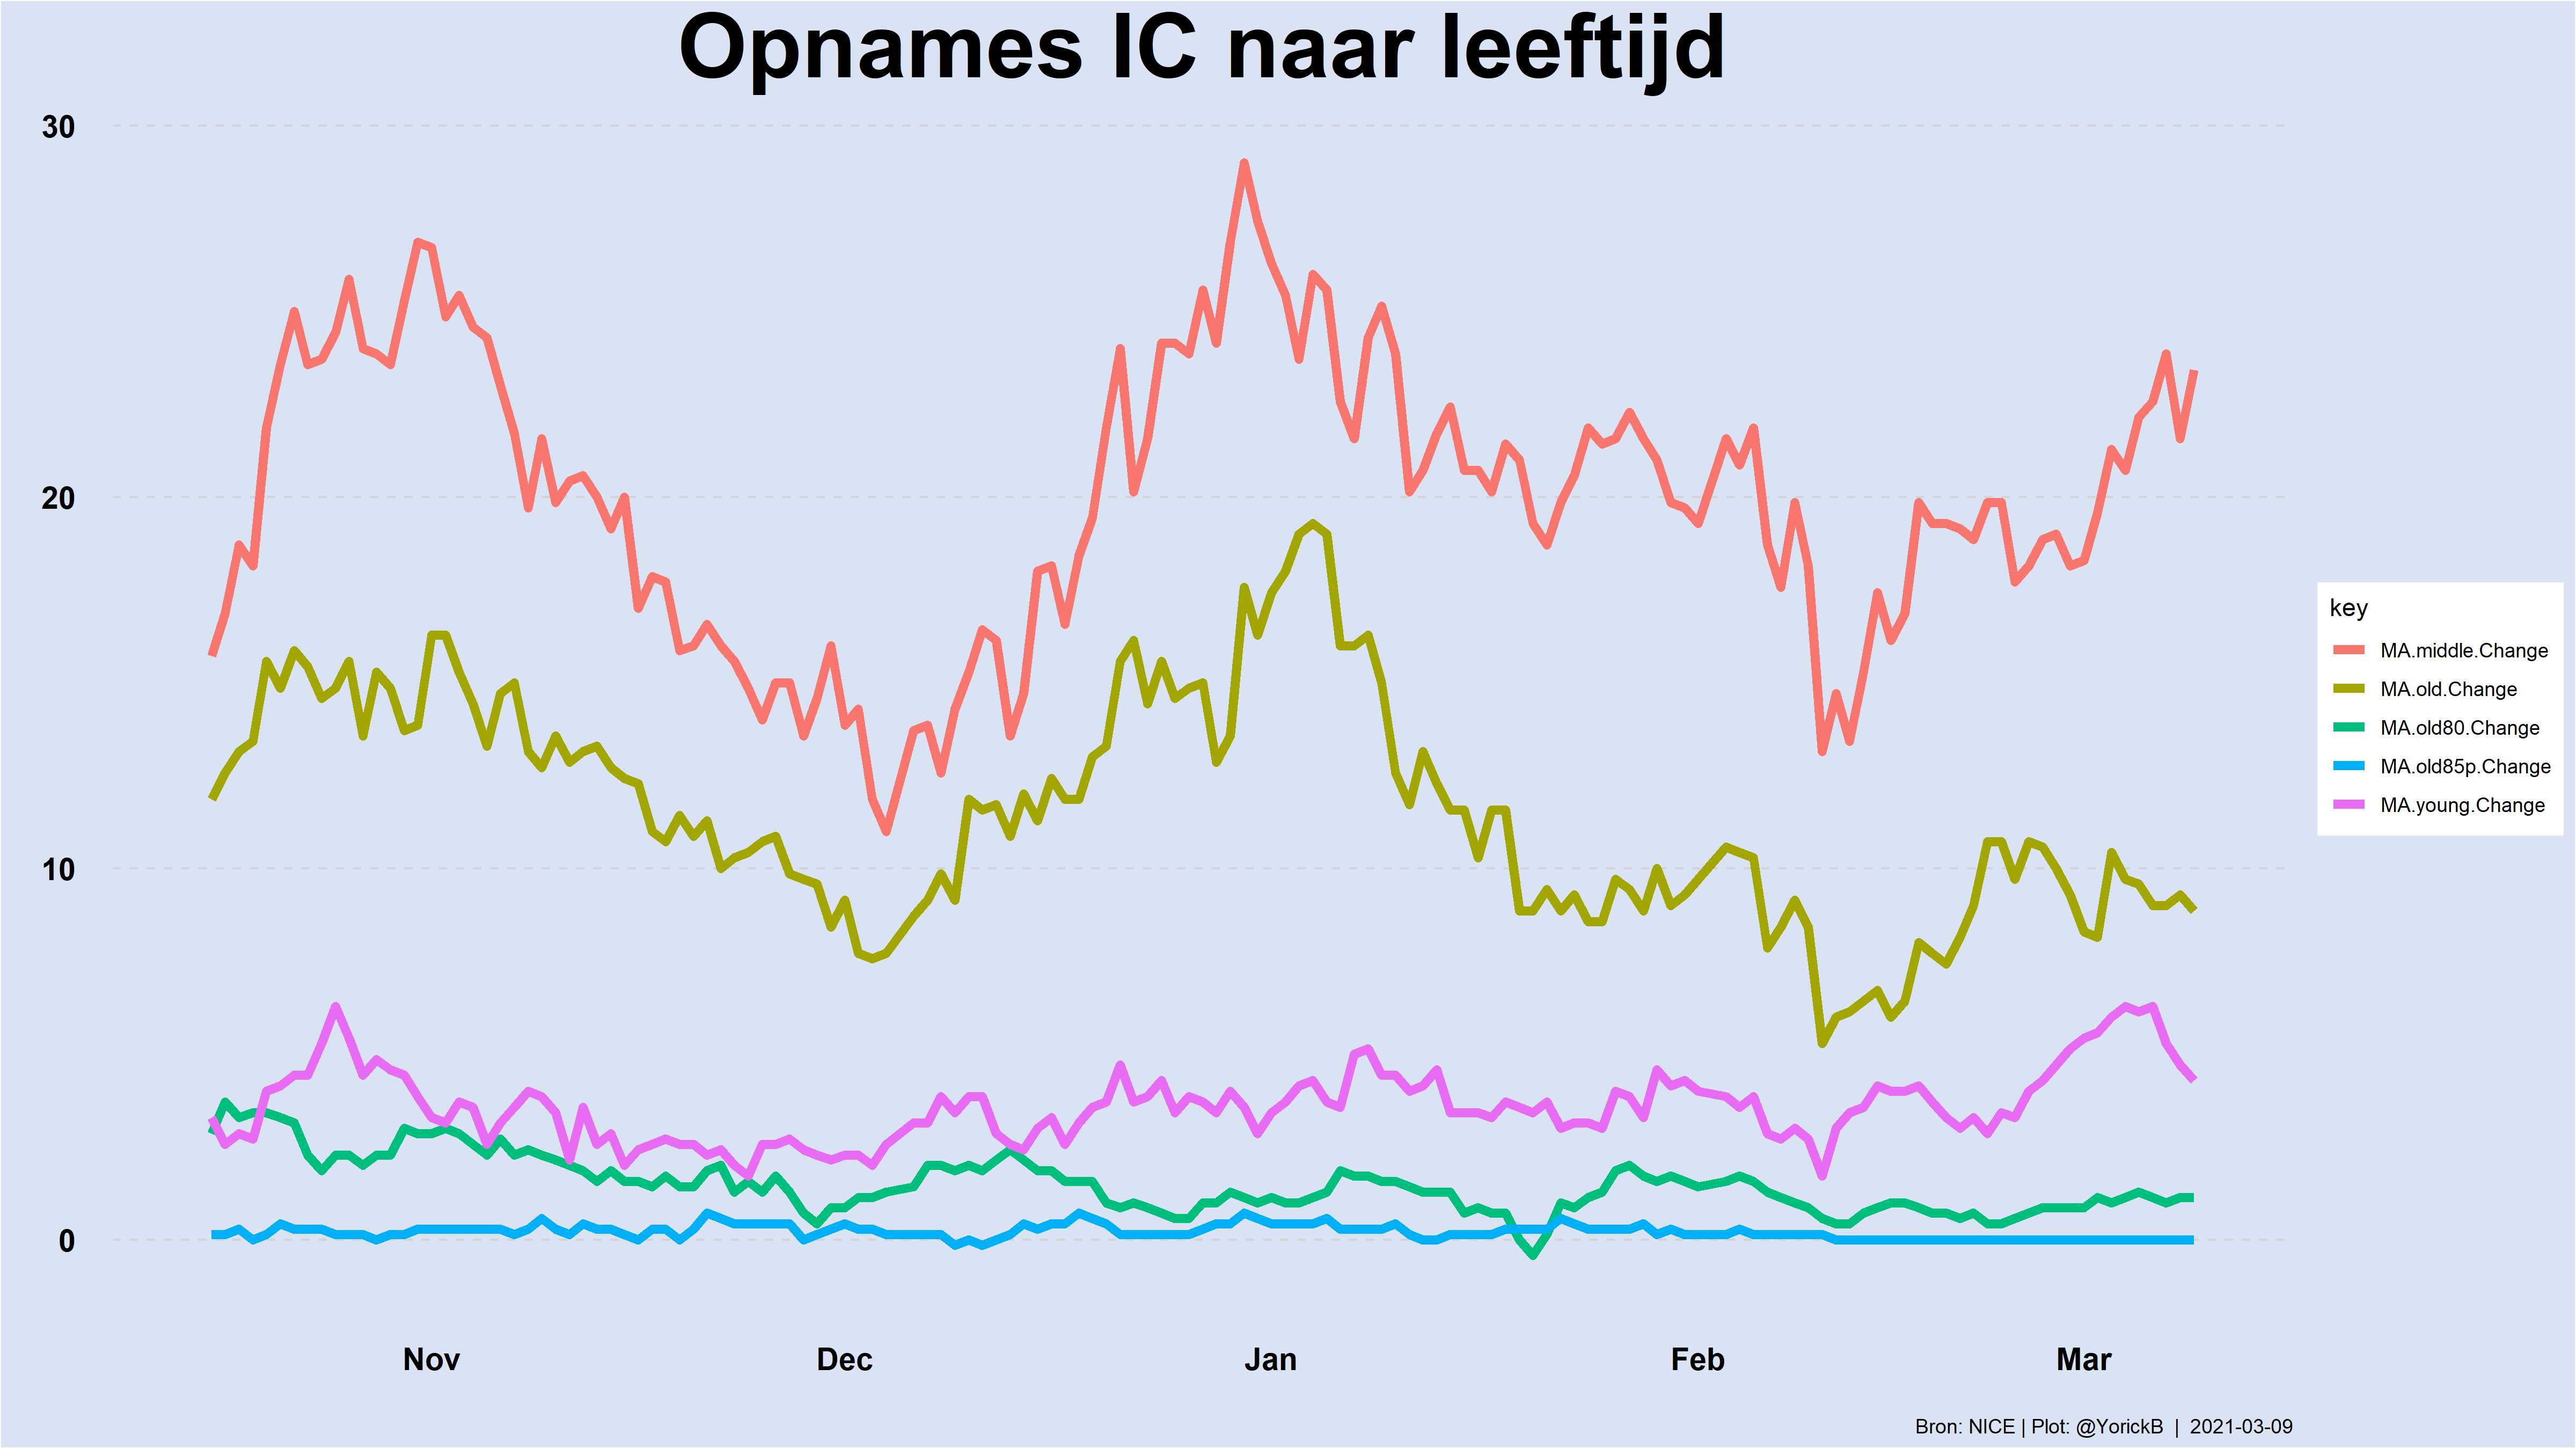 Opnames IC naar leeftijd
30
20
10
0
Nov Dec Jan Feb Mar
key
MA.middle.Change
MA.old.Change
MA.old80.Change
MA.old85p.Change
MA.young.Change
Bron: NICE | Plot: @YorickB | 2021-03-09